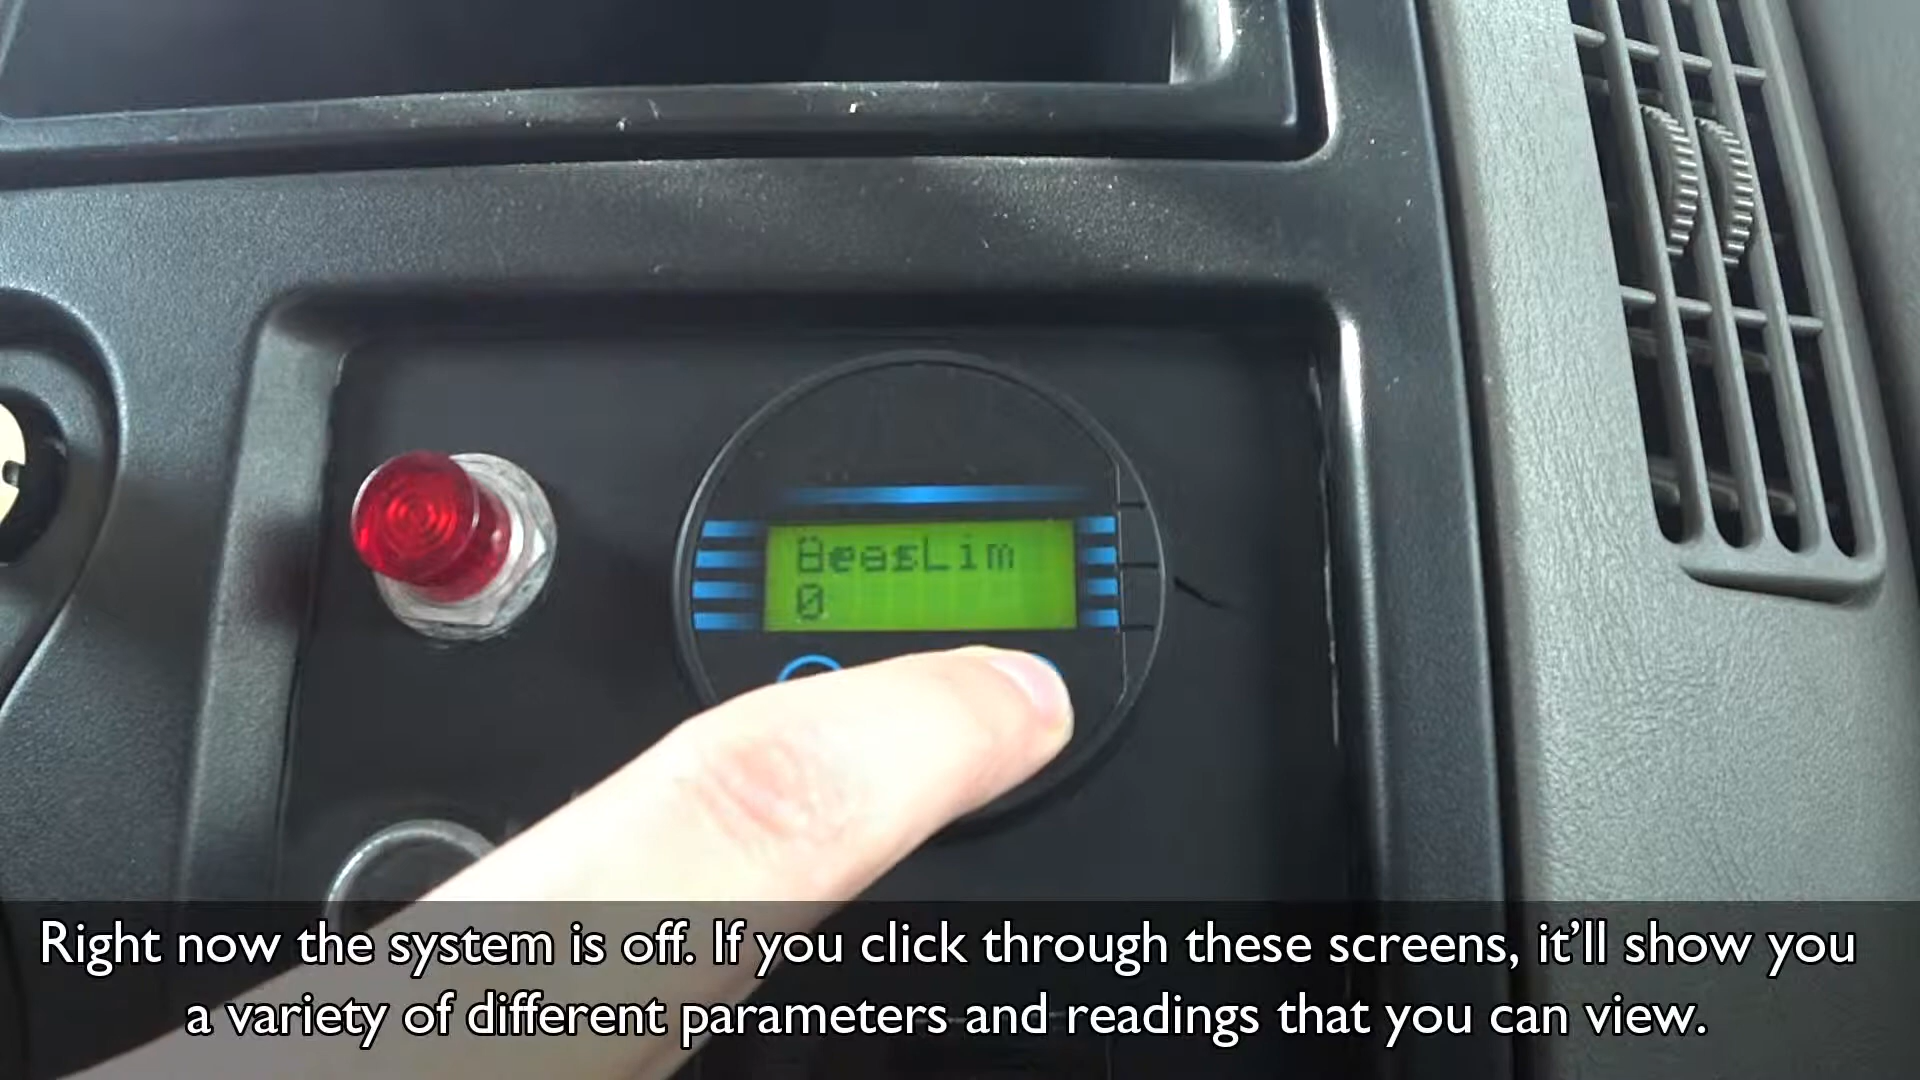 0
Right now the system is off. If you click through these screens, it’ll show you
a variety of different parameters and readings that you can view.